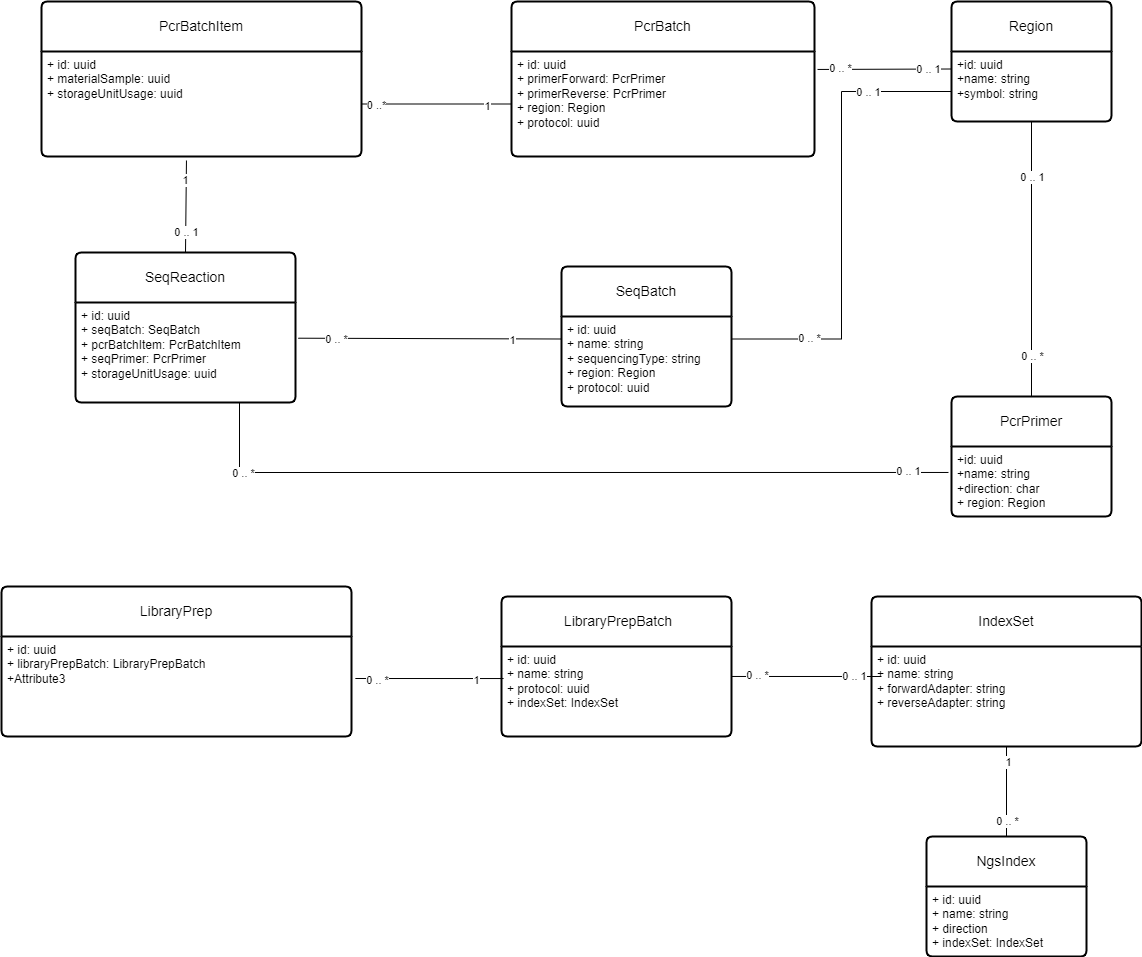 PcrBatchItem
+ id: uuid
+ materialSample: uuid
+ storageUnitUsage: uuid
0 .. *
1
PcrBatch
+ id: uuid
+ primerForward: PcrPrimer
+ primerReverse: PcrPrimer
+ region: Region
+ protocol: uuid
0 .. *
0 .. 1
0 .. 1
Region
+id: uuid
+name: string
+symbol: string
1
0 .. 1
0 .. 1
0 .. *
SeqReaction
+ id: uuid
+ seqBatch: SeqBatch
+ pcrBatchItem: PcrBatchItem
+ seqPrimer: PcrPrimer
+ storageUnitUsage: uuid
0 .. *
1
SeqBatch
+ id: uuid
+ name: string
+ sequencingType: string
+ region: Region
+ protocol: uuid
0 .. *
PcrPrimer
+id: uuid
+name: string
+direction: char
+ region: Region
0 .. *
0 .. 1
LibraryPrep
+ id: uuid
+ libraryPrepBatch: LibraryPrepBatch
+Attribute3
0 .. *
1
LibraryPrepBatch
+ id: uuid
+ name: string
+ protocol: uuid
+ indexSet: IndexSet
0 .. *
0 .. 1
IndexSet
+ id: uuid
+ name: string
+ forwardAdapter: string
+ reverseAdapter: string
1
0 .. *
NgsIndex
+ id: uuid
+ name: string
+ direction
+ indexSet: IndexSet